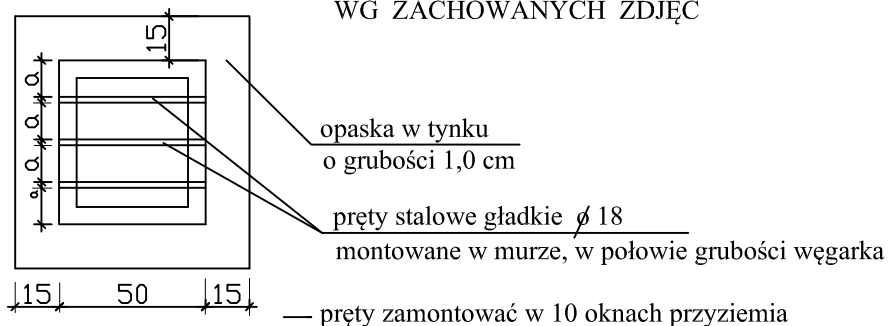 WG ZACHOWANYCH ZDJĘĆ
15
a
a
a
a
opaska w tynku
o grubości 1,0 cm
pręty stalowe gładkie ø 18
montowane w murze, w połowie grubości węgarka
15 50 15
— pręty zamontować w 10 oknach przyziemia